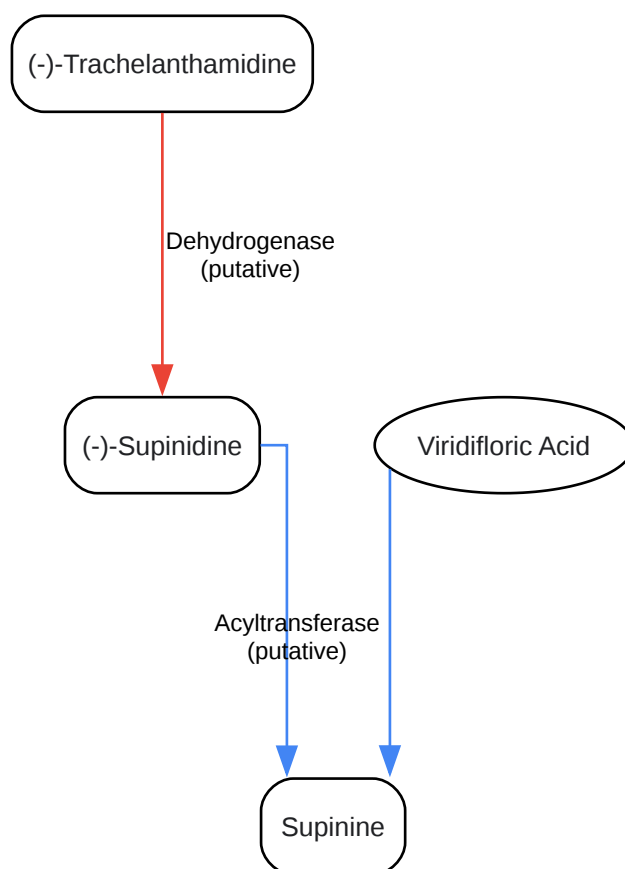 (-)-Trachelanthamidine
Dehydrogenase
(putative)
(-)-Supinidine
Viridifloric Acid
Acyltransferase
(putative)
Supinine